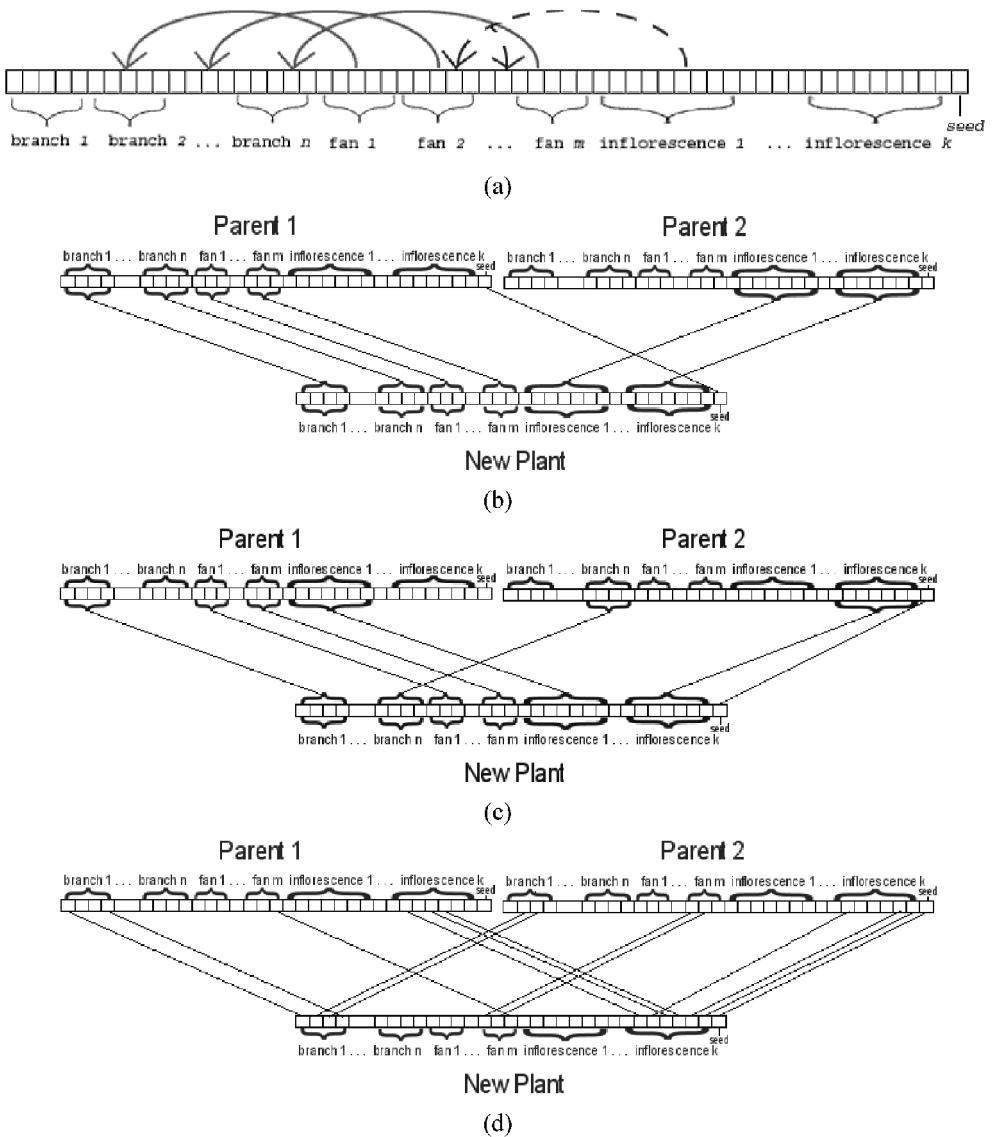 branch 1 branch 2 ... branch n fan 1 fan 2 ... fan m inflorescence 1 ... inflorescence k seed
(a)
Parent 1 Parent 2
branch 1 ... branch n fan 1 ... fan m inflorescence 1 ... inflorescence k seed branch 1 ... branch n fan 1 ... fan m inflorescence 1 ... inflorescence k seed
branch 1 ... branch n fan 1 ... fan m inflorescence 1 ... inflorescence k seed
New Plant
(b)
Parent 1 Parent 2
branch 1 ... branch n fan 1 ... fan m inflorescence 1 ... inflorescence k seed branch 1 ... branch n fan 1 ... fan m inflorescence 1 ... inflorescence k seed
branch 1 ... branch n fan 1 ... fan m inflorescence 1 ... inflorescence k seed
New Plant
(c)
Parent 1 Parent 2
branch 1 ... branch n fan 1 ... fan m inflorescence 1 ... inflorescence k seed branch 1 ... branch n fan 1 ... fan m inflorescence 1 ... inflorescence k seed
branch 1 ... branch n fan 1 ... fan m inflorescence 1 ... inflorescence k seed
New Plant
(d)